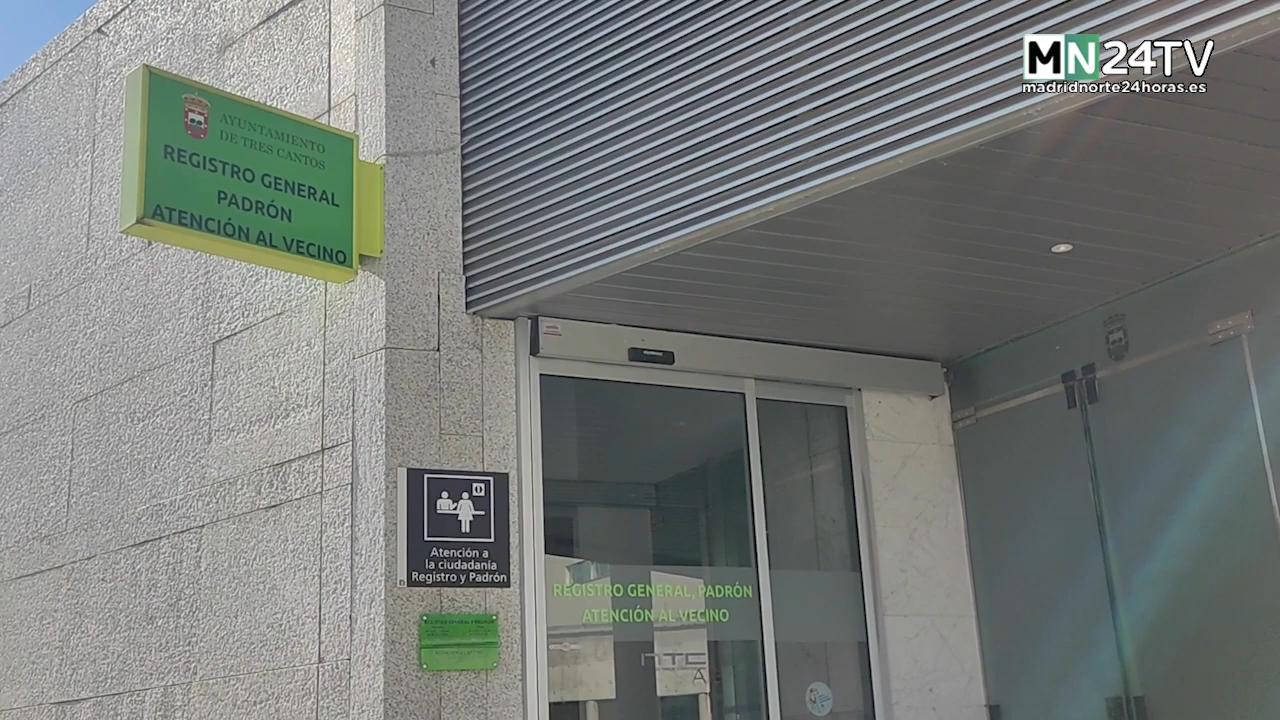 MN24TV
madridnorte24horas.es
AYUNTAMIENTO
DE TRES CANTOS
REGISTRO GENERAL
PADRÓN
ATENCIÓN AL VECINO
Atención a
la ciudadanía
Registro y Padrón
REGISTRO GENERAL, PADRÓN
ATENCIÓN AL VECINO